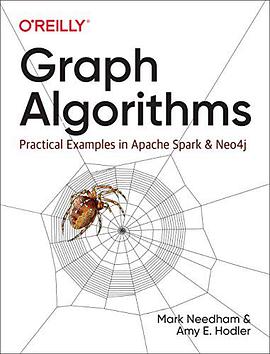 O'REILLY®
Graph
Algorithms
Practical Examples in Apache Spark & Neo4j
Mark Needham &
Amy E. Hodler